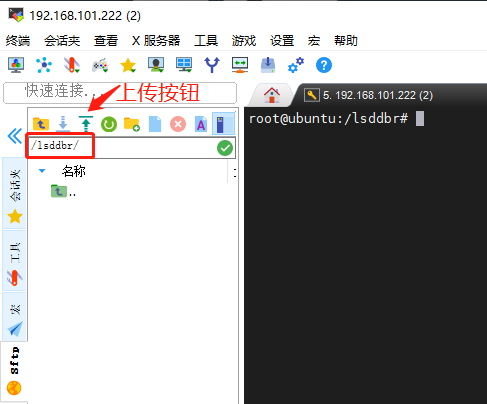 192.168.101.222 (2)
终端 会话夹 查看 X 服务器 工具 游戏 设置 宏 帮助
快速连接...
上传按钮
5. 192.168.101.222 (2)
/lsddbr/
root@ubuntu:/lsddbr#
名称
..
会话夹
工具
宏
Sftp